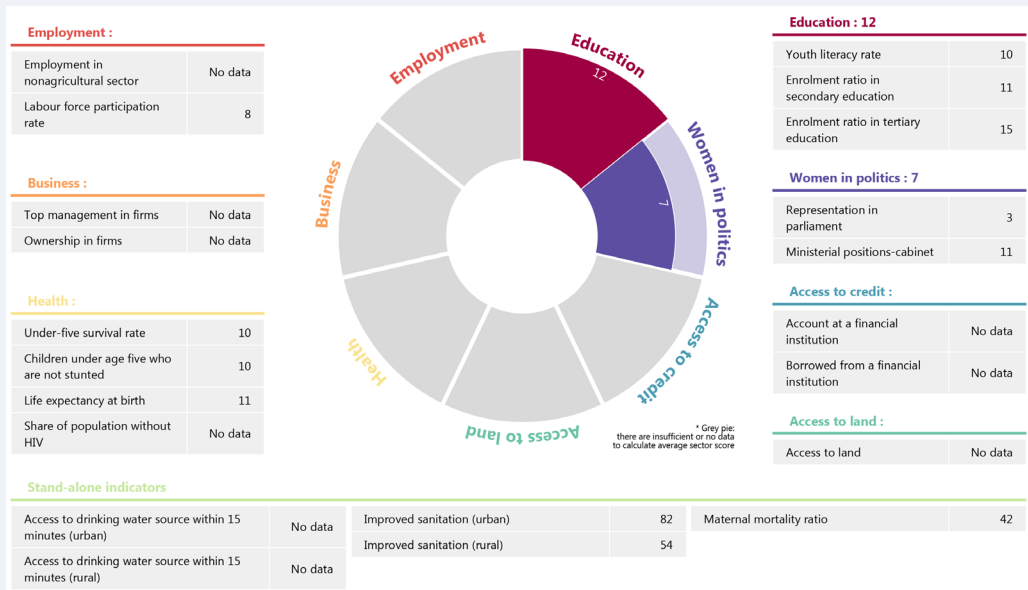 Employment :
Employment in
nonagricultural sector
No data
Labour force participation
rate
8
Business :
Top management in firms
No data
Ownership in firms
No data
Health :
Under-five survival rate
10
Children under age five who
are not stunted
10
Life expectancy at birth
11
Share of population without
HIV
No data
Employment
Education
12
Women in politics
7
Access to credit
Access to land
Health
Business
* Grey pie:
there are insufficient or no data
to calculate average sector score
Education : 12
Youth literacy rate
10
Enrolment ratio in
secondary education
11
Enrolment ratio in tertiary
education
15
Women in politics : 7
Representation in
parliament
3
Ministerial positions-cabinet
11
Access to credit :
Account at a financial
institution
No data
Borrowed from a financial
institution
No data
Access to land :
Access to land
No data
Stand-alone indicators
Access to drinking water source within 15
minutes (urban)
No data
Access to drinking water source within 15
minutes (rural)
No data
Improved sanitation (urban)
82
Improved sanitation (rural)
54
Maternal mortality ratio
42